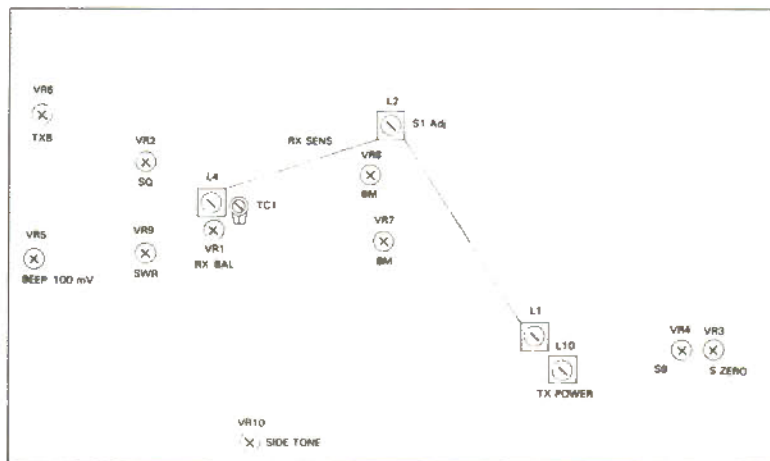 VR6
TXB
VR2
SQ
L4
TC1
VR1
RX BAL
VR5
BEEP 100 mV
VR9
SWR
RX SENS
L2
S1 Adj
VR8
BM
VR7
BM
L1
L10
TX POWER
VR4
S9
VR3
S ZERO
VR10
SIDE TONE